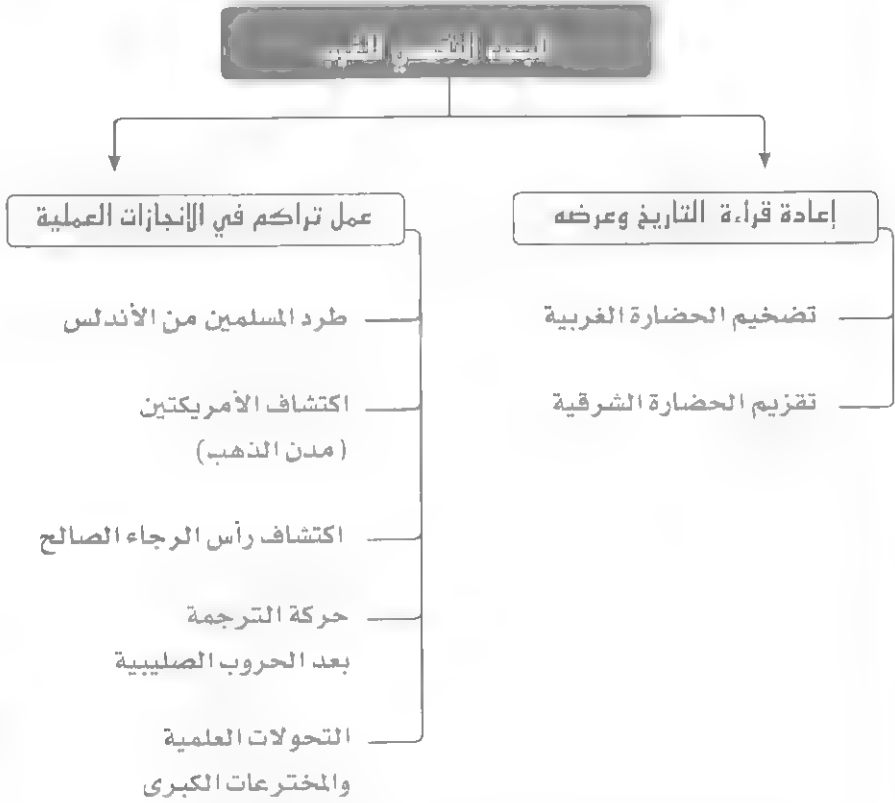 إعادة قراءة التاريخ وعرضه
تضخيم الحضارة الغربية
تقزيم الحضارة الشرقية
عمل تراكم في الإنجازات العملية
طرد المسلمين من الأندلس
اكتشاف الأمريكتين
(مدن الذهب)
اكتشاف رأس الرجاء الصالح
حركة الترجمة
بعد الحروب الصليبية
التحولات العلمية
والمخترعات الكبرى